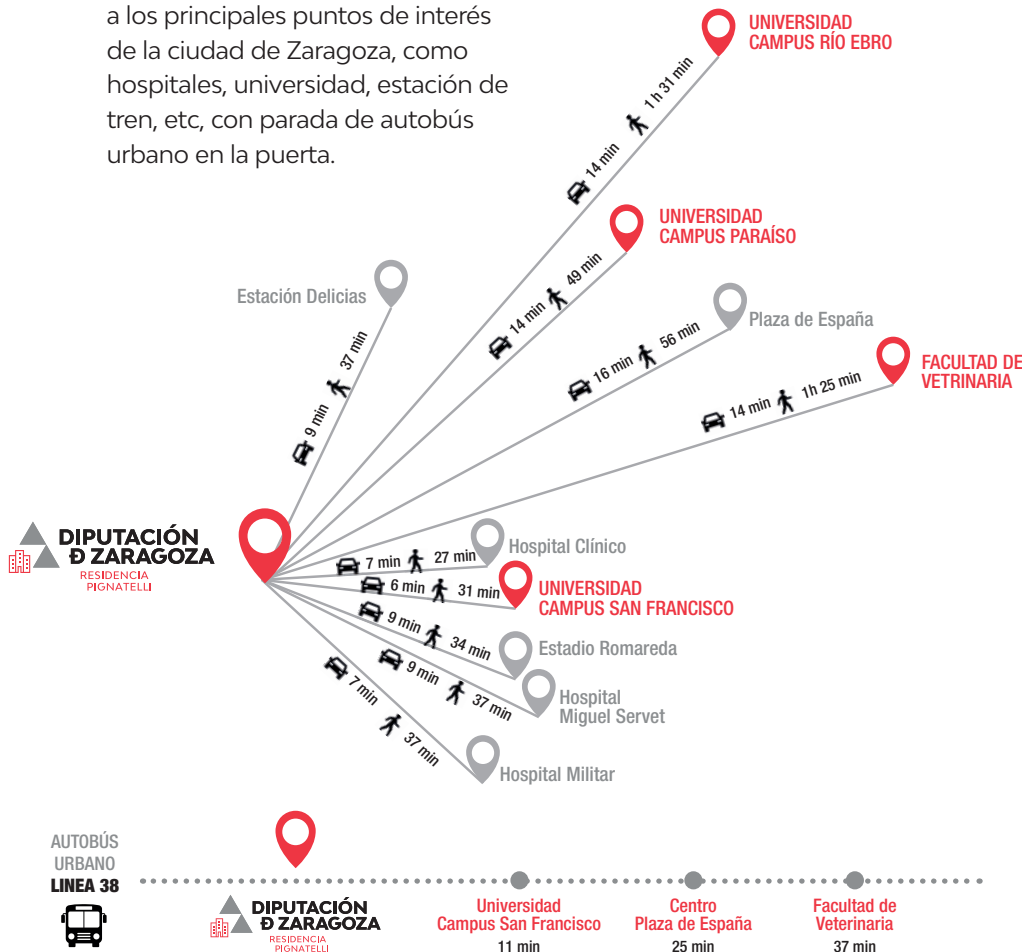 a los principales puntos de interés
de la ciudad de Zaragoza, como
hospitales, universidad, estación de
tren, etc, con parada de autobús
urbano en la puerta.
UNIVERSIDAD
CAMPUS RÍO EBRO
14 min 1 h 31 min
UNIVERSIDAD
CAMPUS PARAÍSO
14 min 49 min
Estación Delicias
9 min 37 min
Plaza de España
16 min 56 min
FACULTAD DE
VETRINARIA
14 min 1h 25 min
DIPUTACIÓN
Đ ZARAGOZA
RESIDENCIA
PIGNATELLI
Hospital Clínico
7 min 27 min
UNIVERSIDAD
CAMPUS SAN FRANCISCO
6 min 31 min
Estadio Romareda
9 min 34 min
Hospital
Miguel Servet
9 min 37 min
Hospital Militar
7 min 37 min
AUTOBÚS
URBANO
LINEA 38
DIPUTACIÓN
Đ ZARAGOZA
RESIDENCIA
PIGNATELLI
Universidad
Campus San Francisco
11 min
Centro
Plaza de España
25 min
Facultad de
Veterinaria
37 min